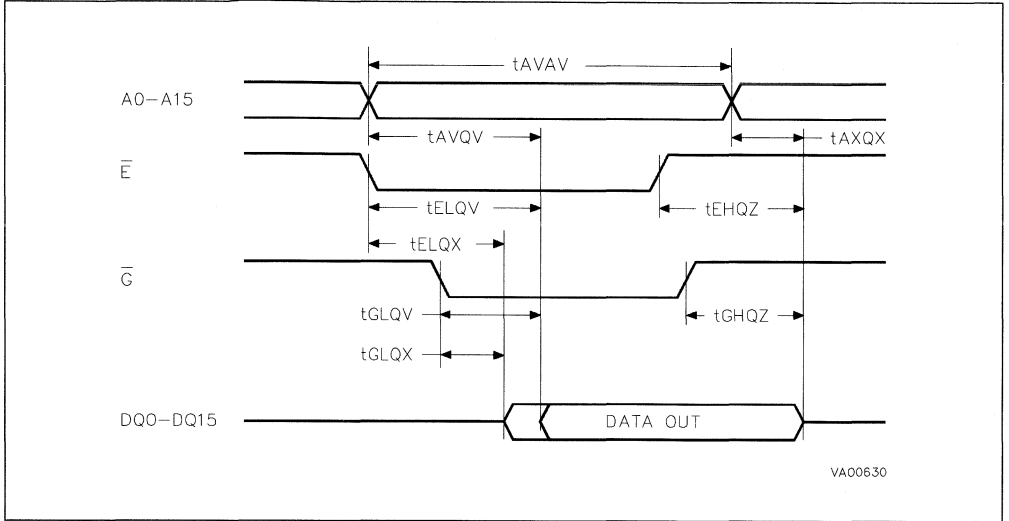 tAVAV
A0-A15
tAVQV
tAXQX
E
tELQV
tEHQZ
tELQX
G
tGLQV
tGHQZ
tGLQX
DQ0-DQ15
DATA OUT
VA00630